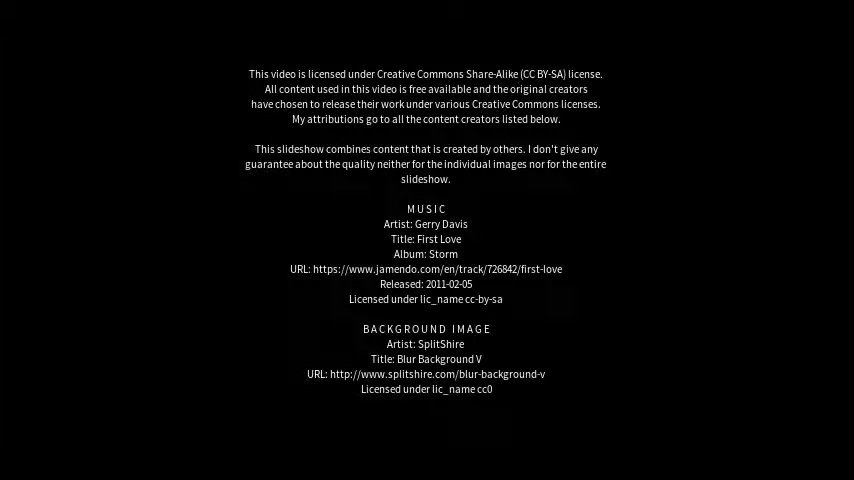 This video is licensed under Creative Commons Share-Alike (CC BY-SA) license.
All content used in this video is free available and the original creators
have chosen to release their work under various Creative Commons licenses.
My attributions go to all the content creators listed below.
This slideshow combines content that is created by others. I don't give any
guarantee about the quality neither for the individual images nor for the entire
slideshow.
MUSIC
Artist: Gerry Davis
Title: First Love
Album: Storm
URL: https://www.jamendo.com/en/track/726842/first-love
Released: 2011-02-05
Licensed under lic_name cc-by-sa
BACKGROUND IMAGE
Artist: SplitShire
Title: Blur Background V
URL: http://www.splitshire.com/blur-background-v
Licensed under lic_name cc0